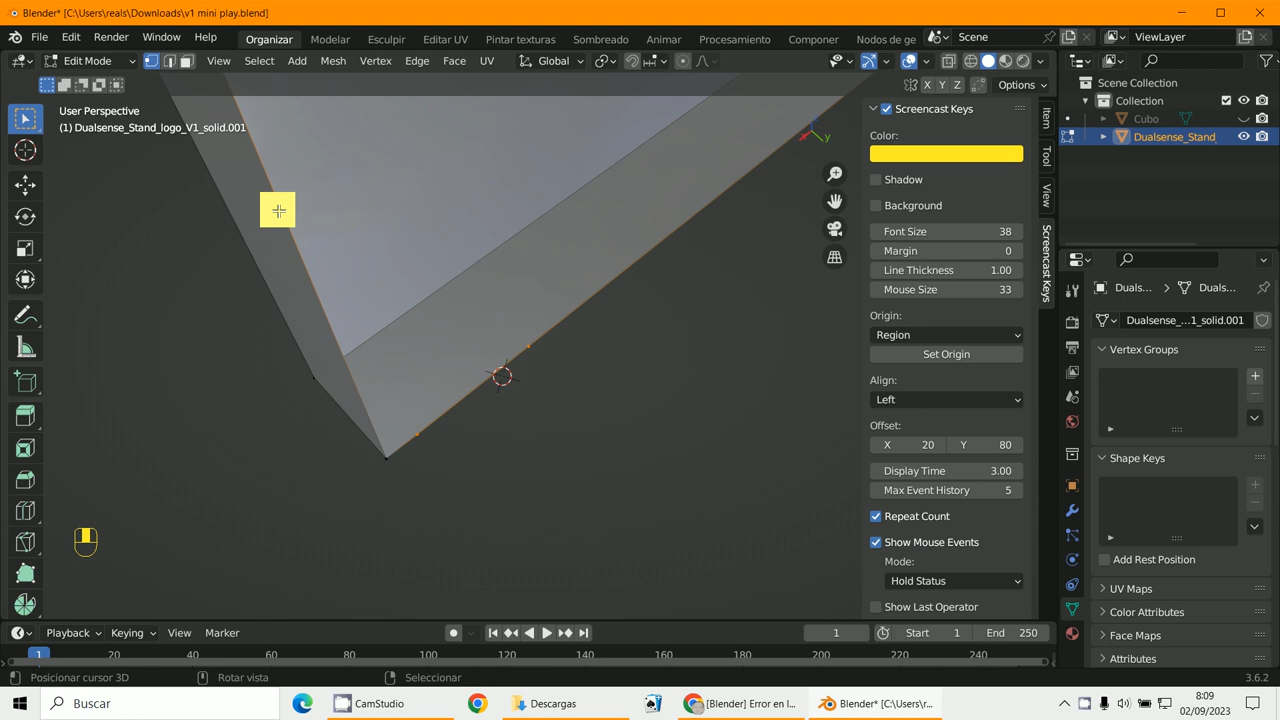 Blender* [C:\Users\reals\Downloads\v1 mini play.blend]
File Edit Render Window Help Organizar Modelar Esculpir Editar UV Pintar texturas Sombreado Animar Procesamiento Componer Nodos de ge Scene ViewLayer
Edit Mode View Select Add Mesh Vertex Edge Face UV Global
X Y Z Options
User Perspective
(1) Dualsense_Stand_logo_V1_solid.001
y
Screencast Keys
Color:
Shadow
Background
Font Size 38
Margin 0
Line Thickness 1.00
Mouse Size 33
Origin:
Region
Set Origin
Align:
Left
Offset:
X 20 Y 80
Display Time 3.00
Max Event History 5
Repeat Count
Show Mouse Events
Mode:
Hold Status
Show Last Operator
Item
Tool
View
Screencast Keys
Scene Collection
Collection
Cubo
Dualsense_Stand_
Duals... Duals...
Dualsense_...1_solid.001
Vertex Groups
Shape Keys
Add Rest Position
UV Maps
Color Attributes
Face Maps
Attributes
Playback Keying View Marker 1 Start 1 End 250
1 20 40 60 80 100 120 140 160 180 200 220 240
Posicionar cursor 3D Rotar vista Seleccionar 3.6.2
Buscar CamStudio Descargas [Blender] Error en l... Blender* [C:\Users\r...
8:09
02/09/2023